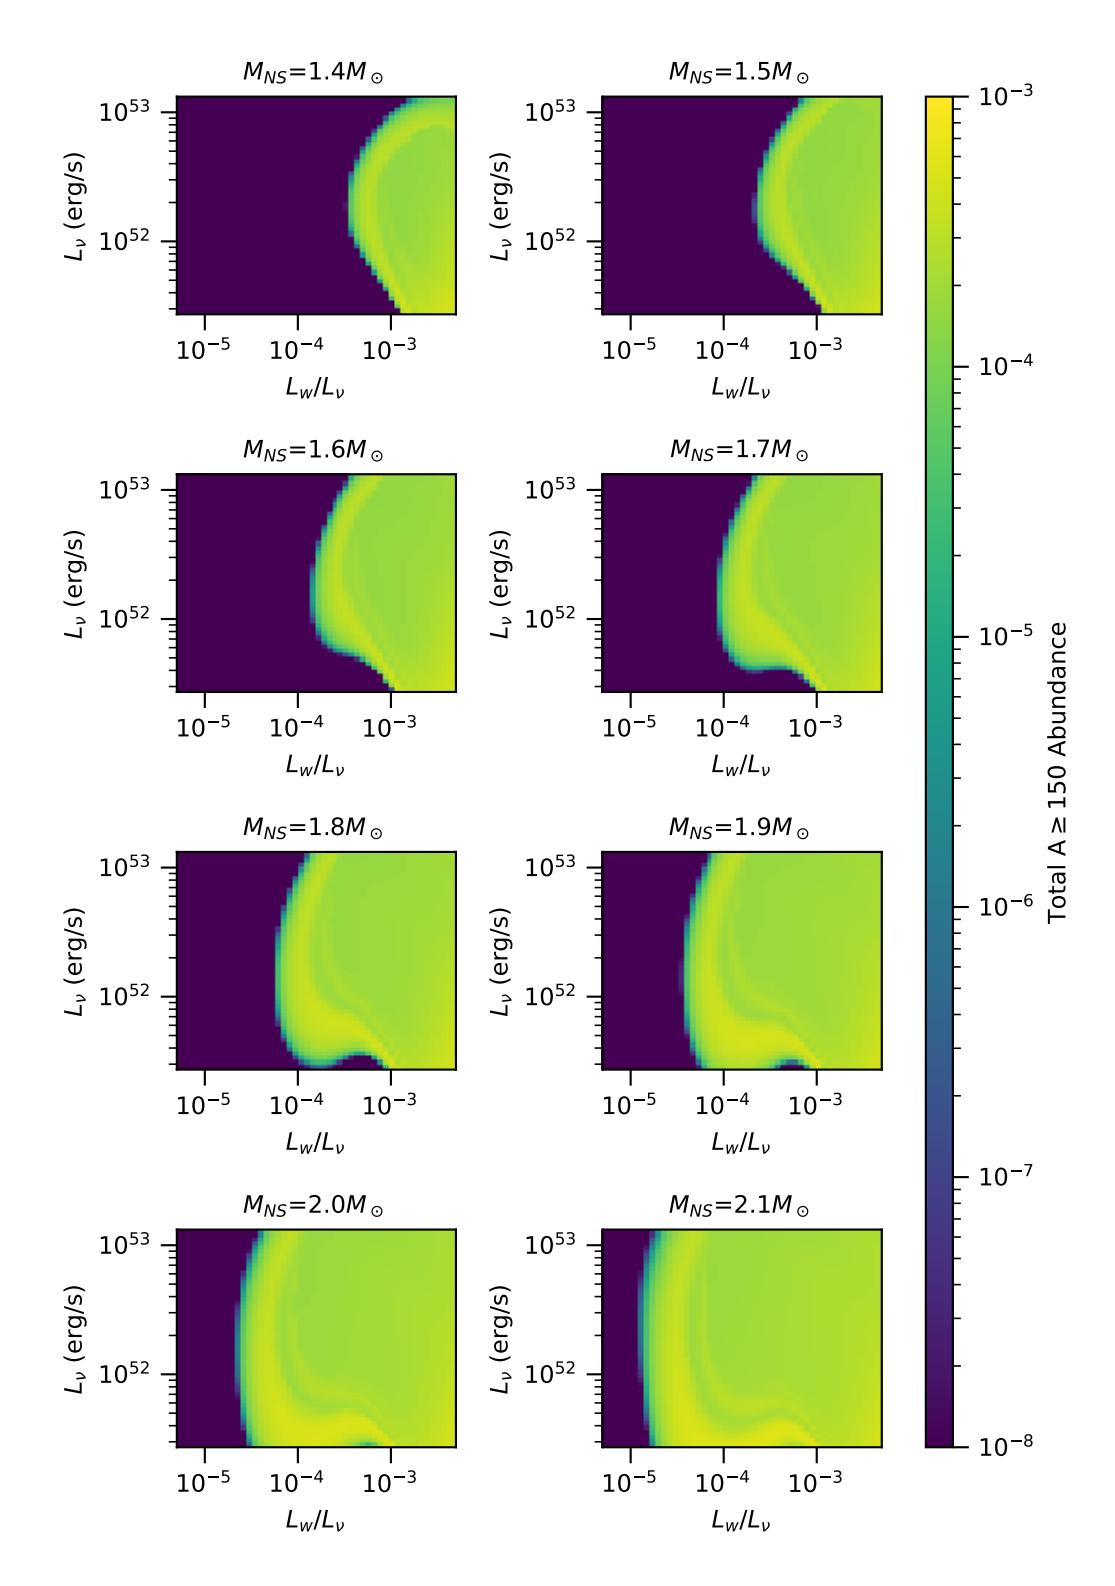 M_NS=1.4M_⊙
M_NS=1.5M_⊙
10^53
10^52
L_ν (erg/s)
10^−5 10^−4 10^−3
L_w/L_ν
10^53
10^52
L_ν (erg/s)
10^−5 10^−4 10^−3
L_w/L_ν
M_NS=1.6M_⊙
M_NS=1.7M_⊙
10^53
10^52
L_ν (erg/s)
10^−5 10^−4 10^−3
L_w/L_ν
10^53
10^52
L_ν (erg/s)
10^−5 10^−4 10^−3
L_w/L_ν
M_NS=1.8M_⊙
M_NS=1.9M_⊙
10^53
10^52
L_ν (erg/s)
10^−5 10^−4 10^−3
L_w/L_ν
10^53
10^52
L_ν (erg/s)
10^−5 10^−4 10^−3
L_w/L_ν
M_NS=2.0M_⊙
M_NS=2.1M_⊙
10^53
10^52
L_ν (erg/s)
10^−5 10^−4 10^−3
L_w/L_ν
10^53
10^52
L_ν (erg/s)
10^−5 10^−4 10^−3
L_w/L_ν
10^−3
10^−4
10^−5
10^−6
10^−7
10^−8
Total A ≥ 150 Abundance